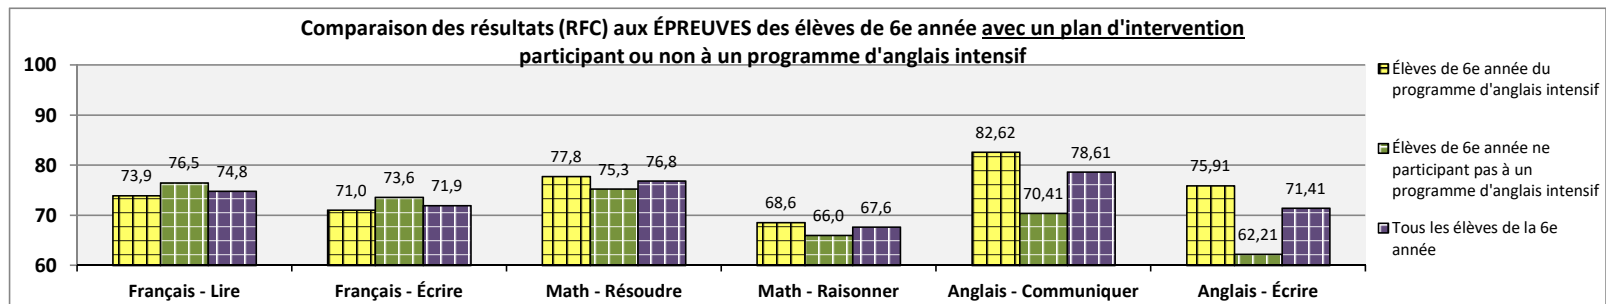 Comparaison des résultats (RFC) aux ÉPREUVES des élèves de 6e année avec un plan d'intervention
participant ou non à un programme d'anglais intensif
100
90
80
70
60
73,9
76,5
74,8
71,0
73,6
71,9
77,8
75,3
76,8
68,6
66,0
67,6
82,62
70,41
78,61
75,91
62,21
71,41
Français - Lire
Français - Écrire
Math - Résoudre
Math - Raisonner
Anglais - Communiquer
Anglais - Écrire
Élèves de 6e année du
programme d'anglais intensif
Élèves de 6e année ne
participant pas à un
programme d'anglais intensif
Tous les élèves de la 6e
année